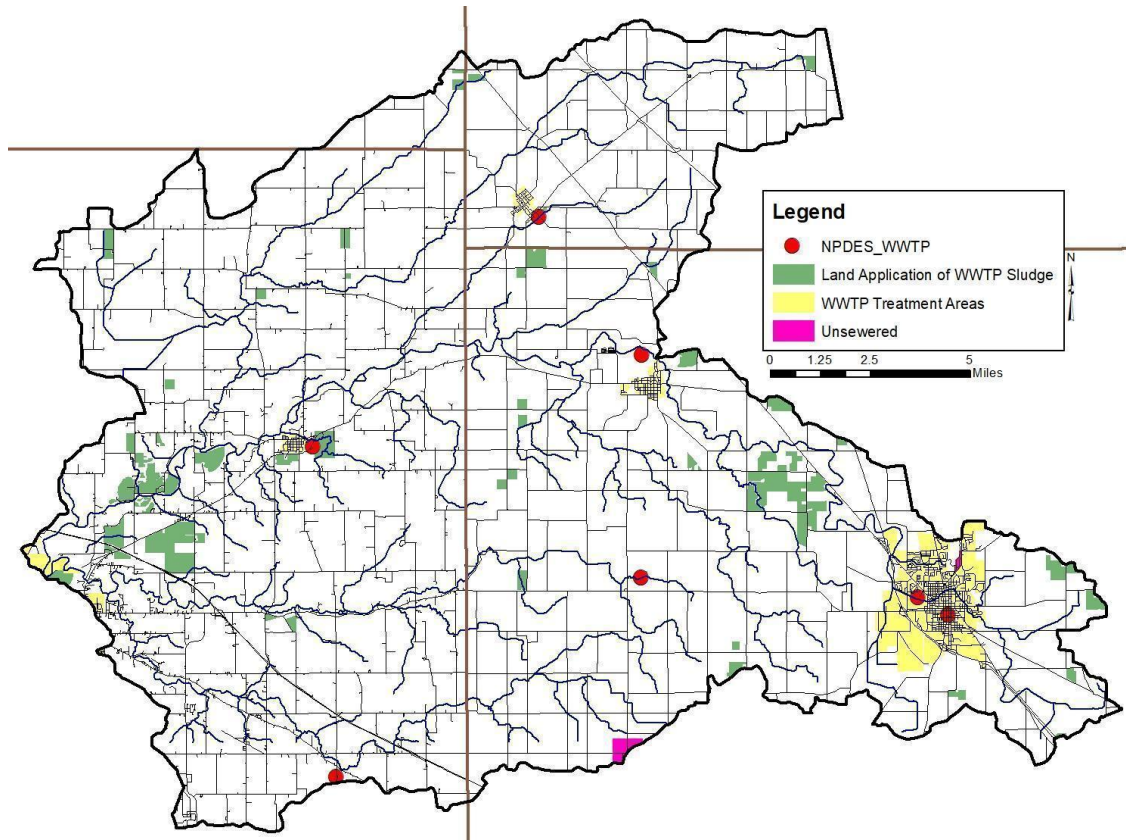 Legend
NPDES_WWTP
Land Application of WWTP Sludge
WWTP Treatment Areas
Unsewered
N
0 1.25 2.5 5
Miles